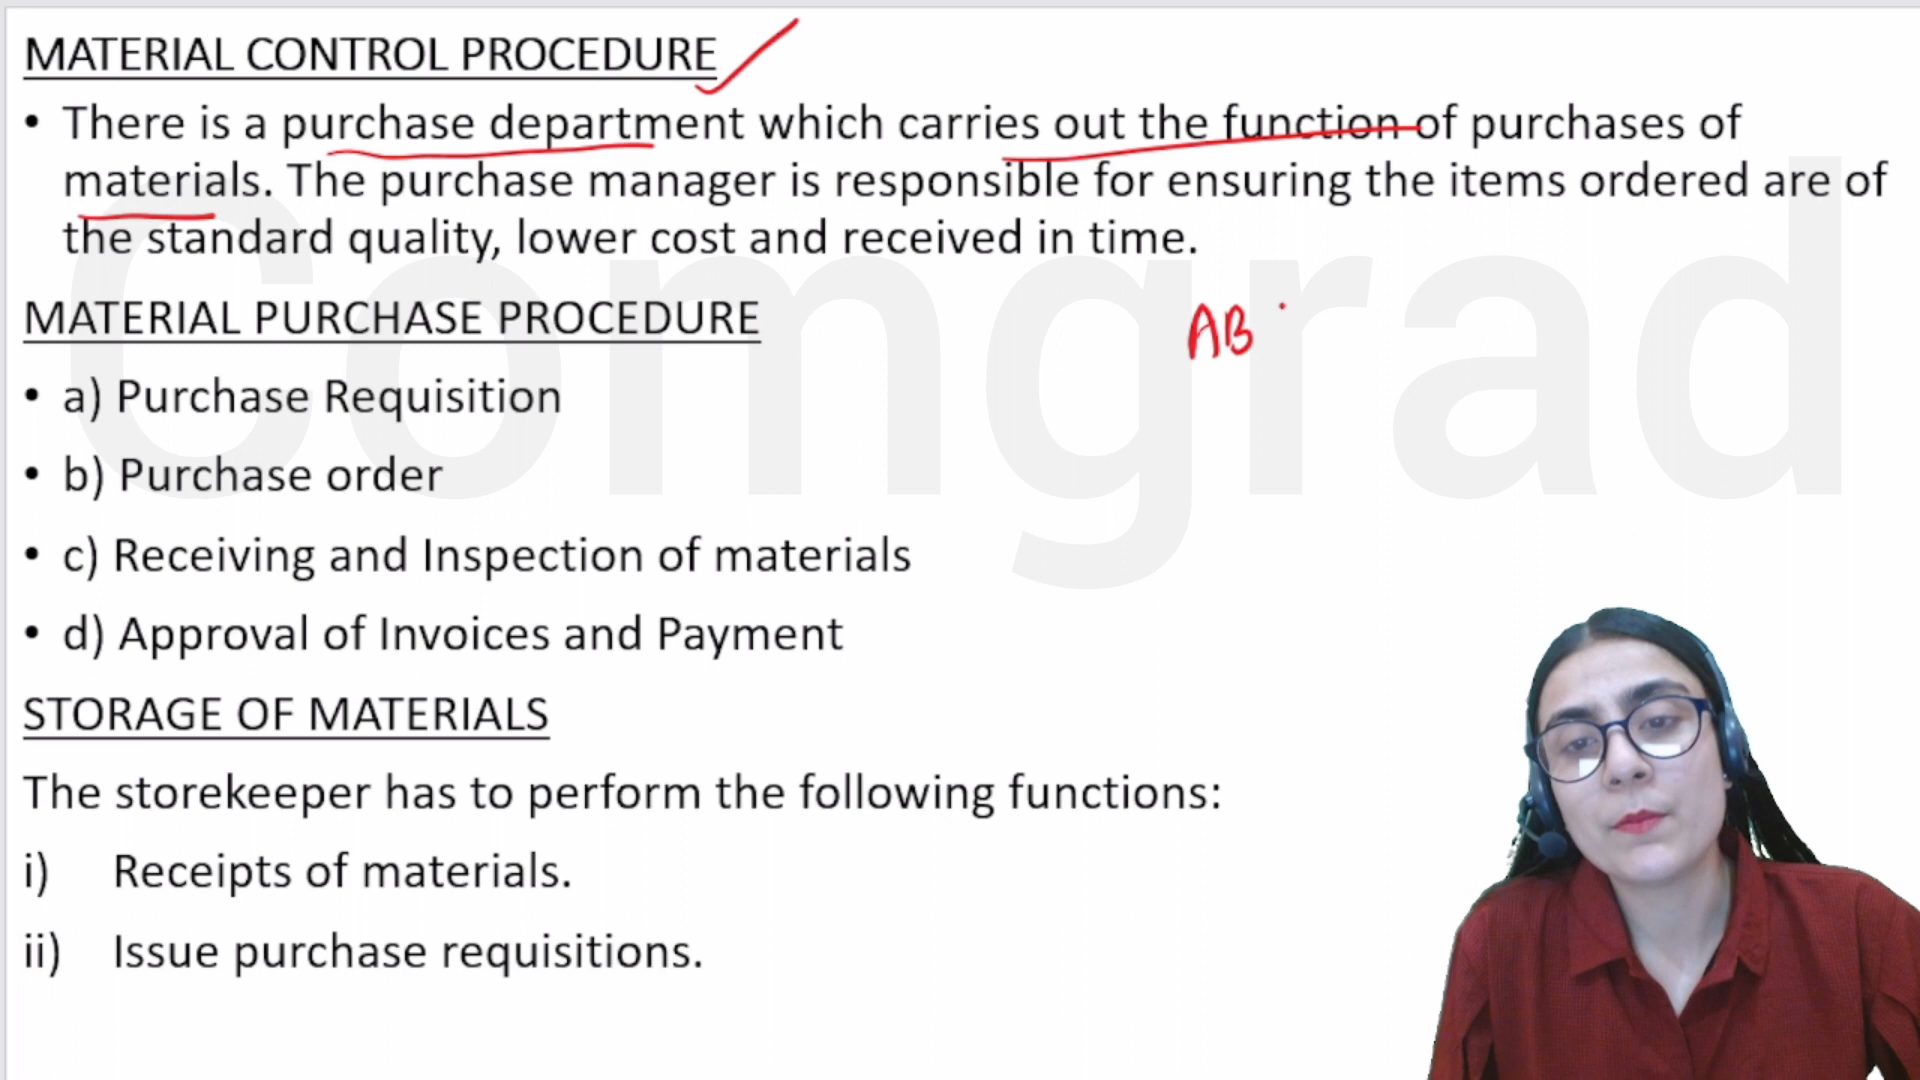 MATERIAL CONTROL PROCEDURE
• There is a purchase department which carries out the function of purchases of
materials. The purchase manager is responsible for ensuring the items ordered are of
the standard quality, lower cost and received in time.
MATERIAL PURCHASE PROCEDURE
AB
• a) Purchase Requisition
• b) Purchase order
• c) Receiving and Inspection of materials
• d) Approval of Invoices and Payment
STORAGE OF MATERIALS
The storekeeper has to perform the following functions:
i) Receipts of materials.
ii) Issue purchase requisitions.
Comgrad